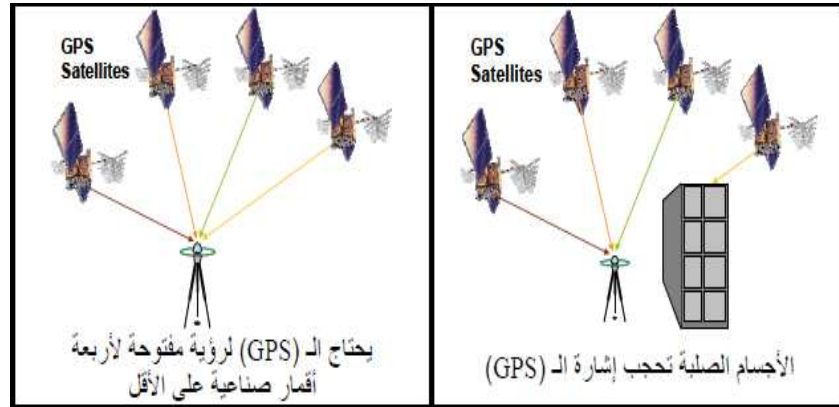 GPS
Satellites
يحتاج الـ (GPS) لرؤية مفتوحة لأربعة
أقمار صناعية على الأقل
GPS
Satellites
الأجسام الصلبة تحجب إشارة الـ (GPS)